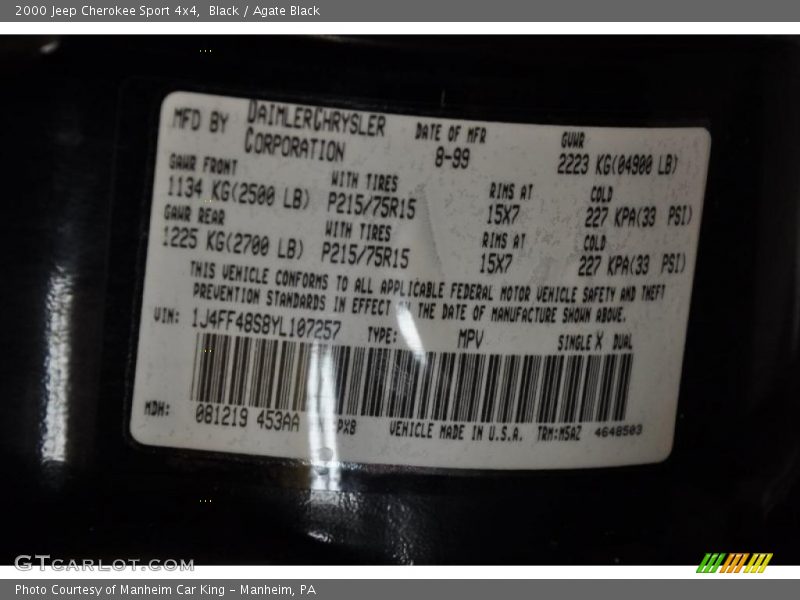 2000 Jeep Cherokee Sport 4x4, Black / Agate Black
MFD BY DAIMLERCHRYSLER CORPORATION
DATE OF MFR 8-99
GVWR 2223 KG(04900 LB)
GAWR FRONT 1134 KG(2500 LB)
WITH TIRES P215/75R15
RIMS AT 15X7
COLD 227 KPA(33 PSI)
GAWR REAR 1225 KG(2700 LB)
WITH TIRES P215/75R15
RIMS AT 15X7
COLD 227 KPA(33 PSI)
THIS VEHICLE CONFORMS TO ALL APPLICABLE FEDERAL MOTOR VEHICLE SAFETY AND THEFT
PREVENTION STANDARDS IN EFFECT ON THE DATE OF MANUFACTURE SHOWN ABOVE.
VIN: 1J4FF48S8YL107257 TYPE: MPV SINGLE X DUAL
MDH: 081219 453AA PX8 VEHICLE MADE IN U.S.A. TRM:M5AZ 4648503
GTCARLOT.COM
Photo Courtesy of Manheim Car King - Manheim, PA